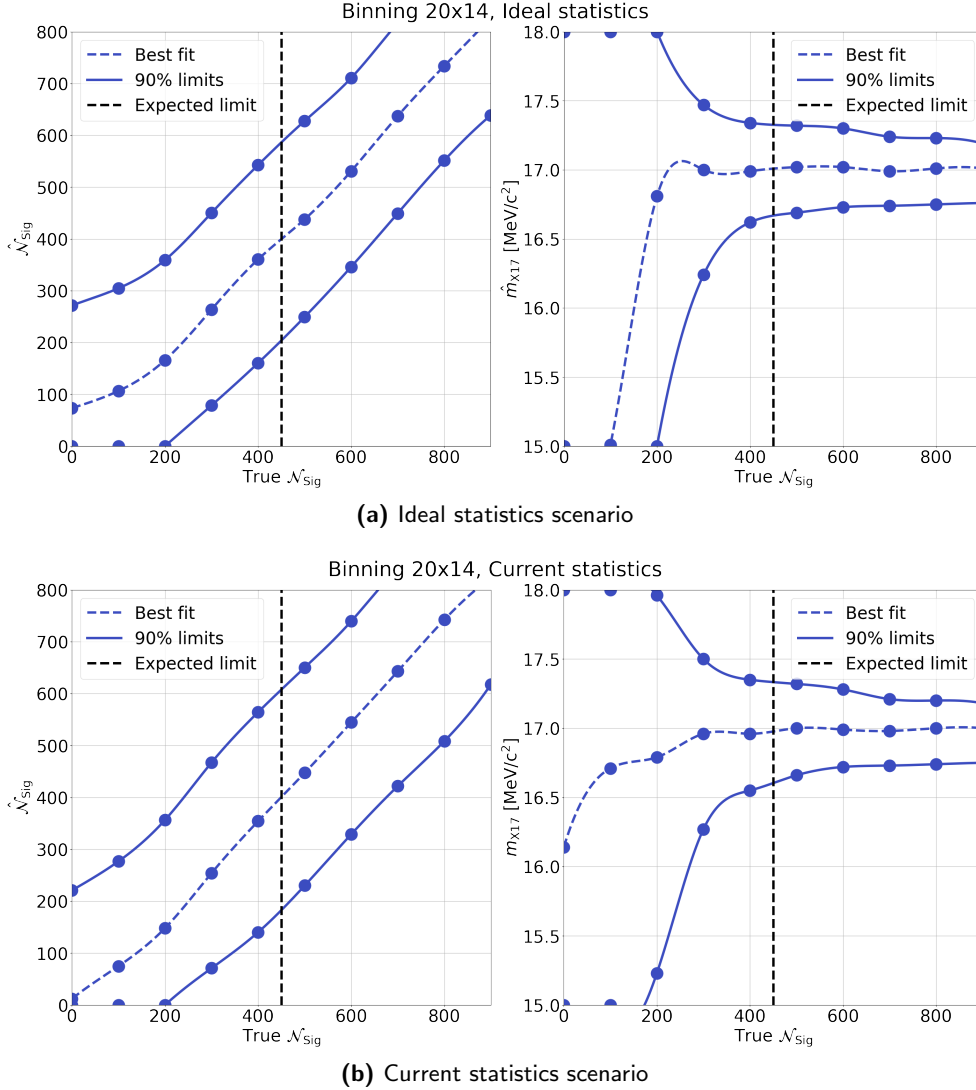 Binning 20x14, Ideal statistics
800
700
600
500
400
300
200
100
0
0 200 400 600 800
True 𝒩Sig
𝒩̂Sig
Best fit
90% limits
Expected limit
18.0
17.5
17.0
16.5
16.0
15.5
15.0
0 200 400 600 800
True 𝒩Sig
m̂X17 [MeV/c²]
Best fit
90% limits
Expected limit
(a) Ideal statistics scenario
Binning 20x14, Current statistics
800
700
600
500
400
300
200
100
0
0 200 400 600 800
True 𝒩Sig
𝒩̂Sig
Best fit
90% limits
Expected limit
18.0
17.5
17.0
16.5
16.0
15.5
15.0
0 200 400 600 800
True 𝒩Sig
mX17 [MeV/c²]
Best fit
90% limits
Expected limit
(b) Current statistics scenario